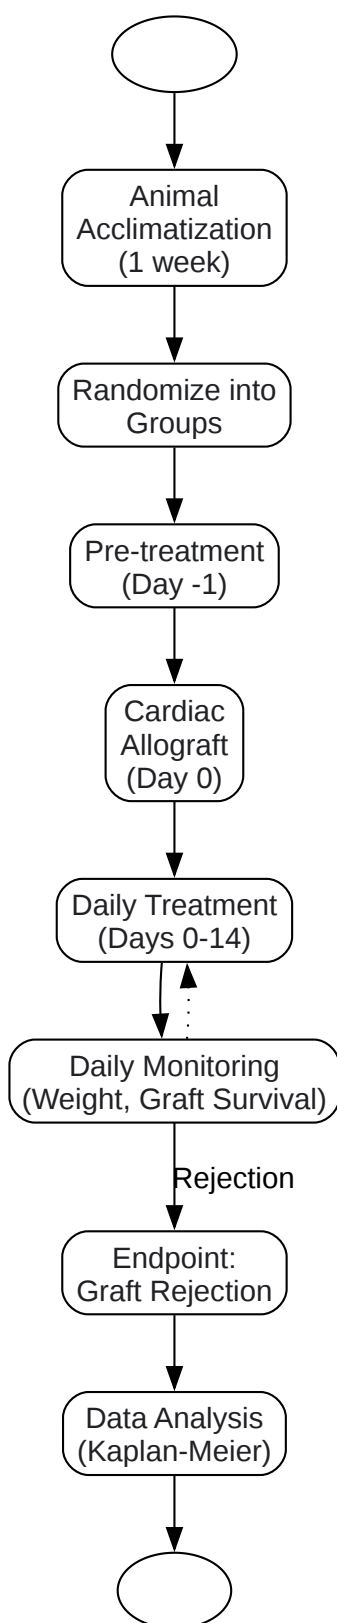 Animal
Acclimatization
(1 week)
Randomize into
Groups
Pre-treatment
(Day -1)
Cardiac
Allograft
(Day 0)
Daily Treatment
(Days 0-14)
Daily Monitoring
(Weight, Graft Survival)
Rejection
Endpoint:
Graft Rejection
Data Analysis
(Kaplan-Meier)